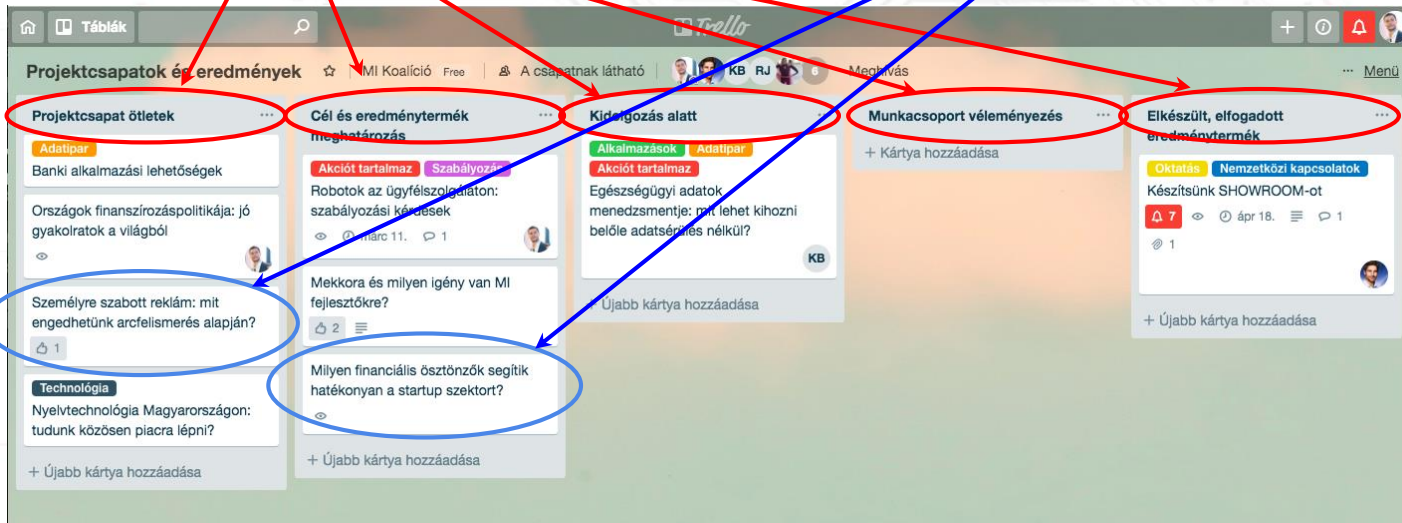 Táblák
Trello
Projektcsapatok és eredmények
MI Koalíció
Free
A csapatnak látható
KB
RJ
6
Meghívás
Menü
Projektcsapat ötletek
Adatipar
Banki alkalmazási lehetőségek
Országok finanszírozáspolitikája: jó
gyakolratok a világból
Személyre szabott reklám: mit
engedhetünk arcfelismerés alapján?
1
Technológia
Nyelvtechnológia Magyarországon:
tudunk közösen piacra lépni?
+ Újabb kártya hozzáadása
Cél és eredménytermék
meghatározás
Akciót tartalmaz
Szabályozás
Robotok az ügyfélszolgálaton:
szabályozási kérdések
márc 11.
1
Mekkora és milyen igény van MI
fejlesztőkre?
2
Milyen financiális ösztönzők segítik
hatékonyan a startup szektort?
+ Újabb kártya hozzáadása
Kidolgozás alatt
Alkalmazások
Adatipar
Akciót tartalmaz
Egészségügyi adatok
menedzsmentje: mit lehet kihozni
belőle adatsérülés nélkül?
KB
+ Újabb kártya hozzáadása
Munkacsoport véleményezés
+ Kártya hozzáadása
Elkészült, elfogadott
eredménytermék
Oktatás
Nemzetközi kapcsolatok
Készítsünk SHOWROOM-ot
7
ápr 18.
1
1
+ Újabb kártya hozzáadása